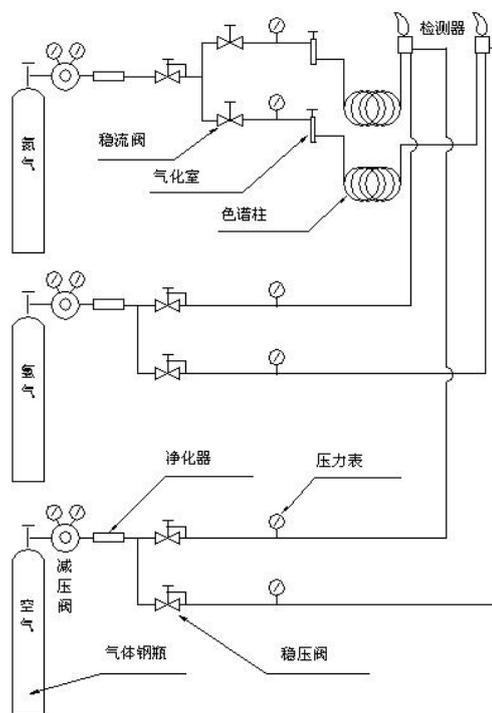 检测器
氮气
稳流阀
气化室
色谱柱
氢气
净化器
压力表
减压阀
空气
气体钢瓶
稳压阀